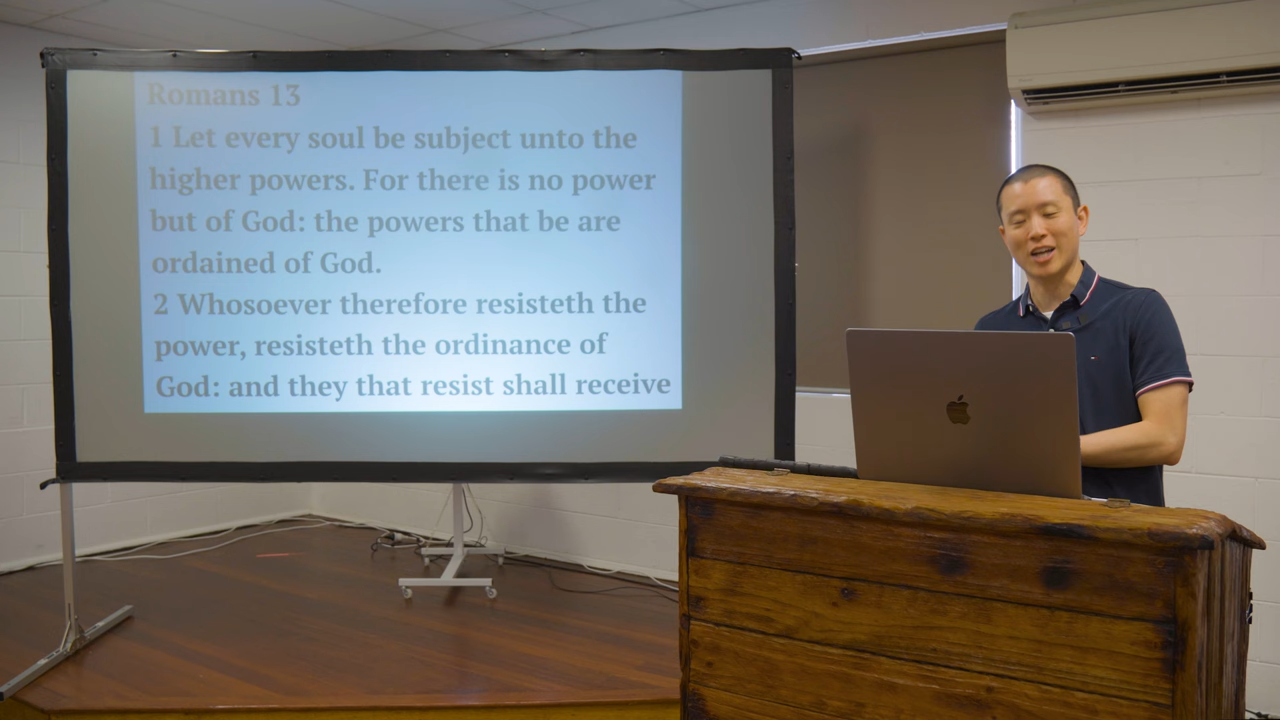 Romans 13
1 Let every soul be subject unto the
higher powers. For there is no power
but of God: the powers that be are
ordained of God.
2 Whosoever therefore resisteth the
power, resisteth the ordinance of
God: and they that resist shall receive